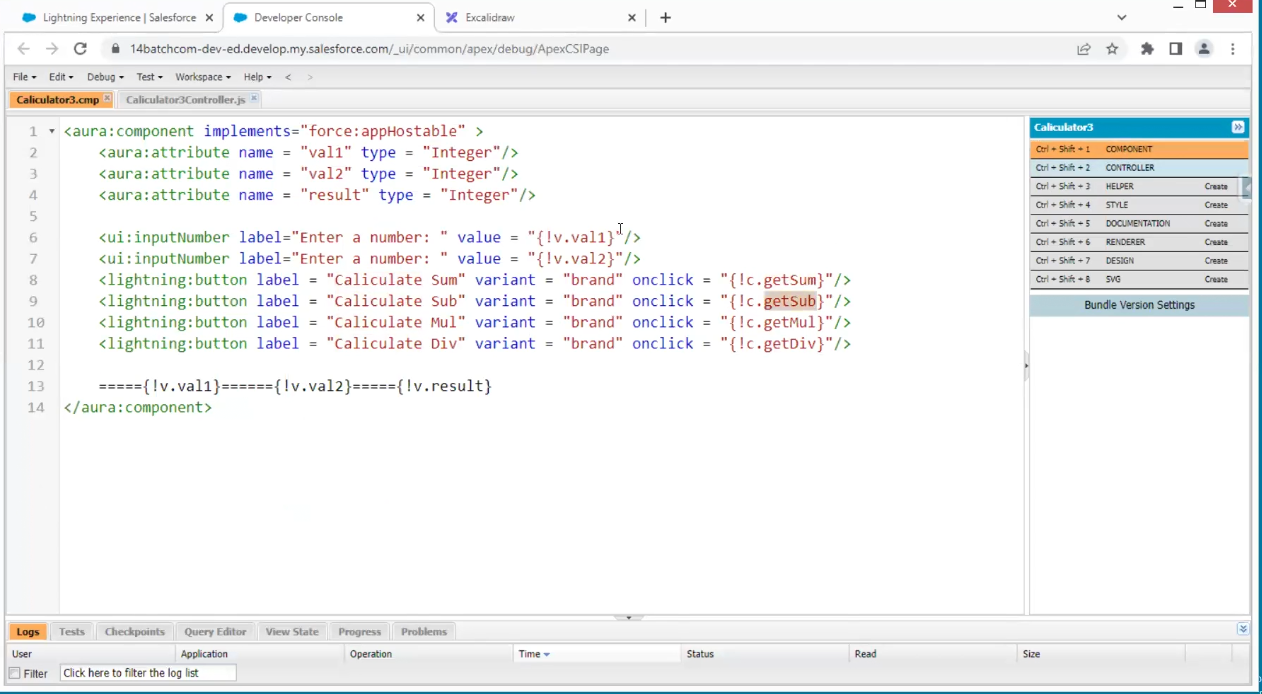 Lightning Experience | Salesforce × Developer Console × Excalidraw × +
14batchcom-dev-ed.develop.my.salesforce.com/_ui/common/apex/debug/ApexCSIPage
File Edit Debug Test Workspace Help < >
Caliculator3.cmp Caliculator3Controller.js
1 <aura:component implements="force:appHostable" >
2 <aura:attribute name = "val1" type = "Integer"/>
3 <aura:attribute name = "val2" type = "Integer"/>
4 <aura:attribute name = "result" type = "Integer"/>
5
6 <ui:inputNumber label="Enter a number: " value = "{!v.val1}"/>
7 <ui:inputNumber label="Enter a number: " value = "{!v.val2}"/>
8 <lightning:button label = "Caliculate Sum" variant = "brand" onclick = "{!c.getSum}"/>
9 <lightning:button label = "Caliculate Sub" variant = "brand" onclick = "{!c.getSub}"/>
10 <lightning:button label = "Caliculate Mul" variant = "brand" onclick = "{!c.getMul}"/>
11 <lightning:button label = "Caliculate Div" variant = "brand" onclick = "{!c.getDiv}"/>
12
13 ====={!v.val1}======{!v.val2}====={!v.result}
14 </aura:component>
Caliculator3
Ctrl + Shift + 1 COMPONENT
Ctrl + Shift + 2 CONTROLLER
Ctrl + Shift + 3 HELPER Create
Ctrl + Shift + 4 STYLE Create
Ctrl + Shift + 5 DOCUMENTATION Create
Ctrl + Shift + 6 RENDERER Create
Ctrl + Shift + 7 DESIGN Create
Ctrl + Shift + 8 SVG Create
Bundle Version Settings
Logs Tests Checkpoints Query Editor View State Progress Problems
User Application Operation Time Status Read Size
Filter Click here to filter the log list